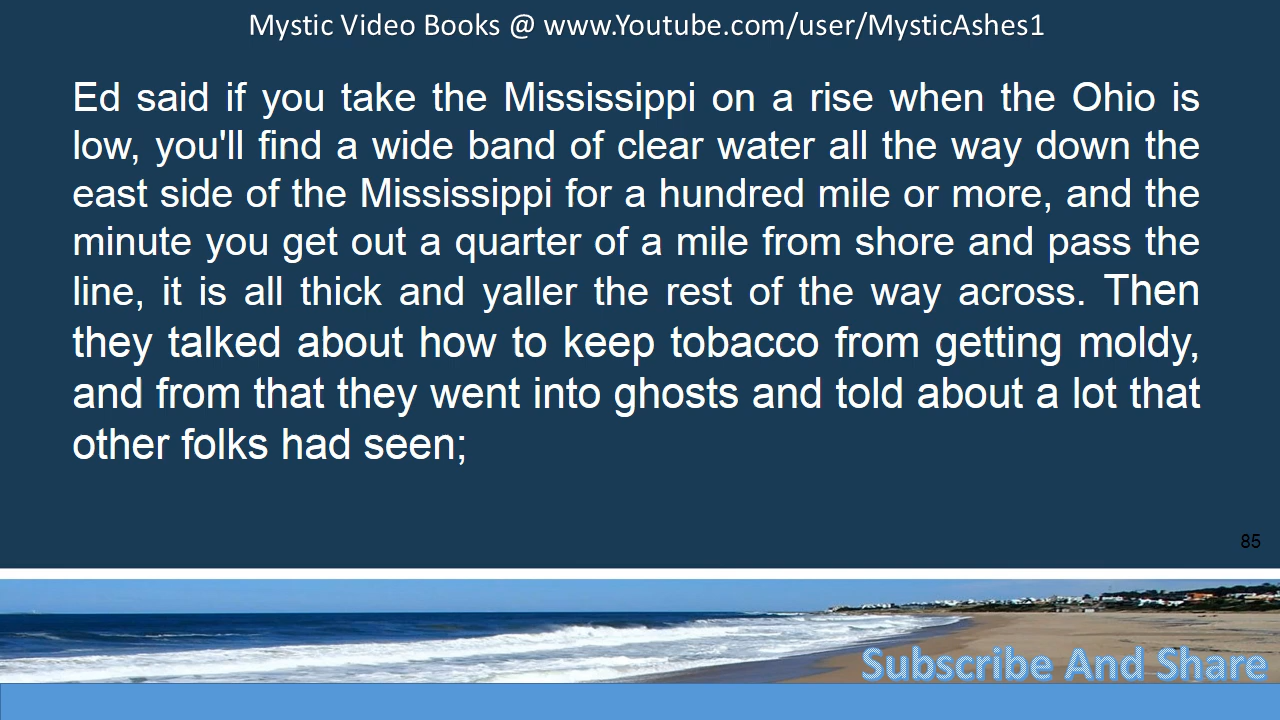 Mystic Video Books @ www.Youtube.com/user/MysticAshes1
Ed said if you take the Mississippi on a rise when the Ohio is
low, you'll find a wide band of clear water all the way down the
east side of the Mississippi for a hundred mile or more, and the
minute you get out a quarter of a mile from shore and pass the
line, it is all thick and yaller the rest of the way across. Then
they talked about how to keep tobacco from getting moldy,
and from that they went into ghosts and told about a lot that
other folks had seen;
85
Subscribe And Share